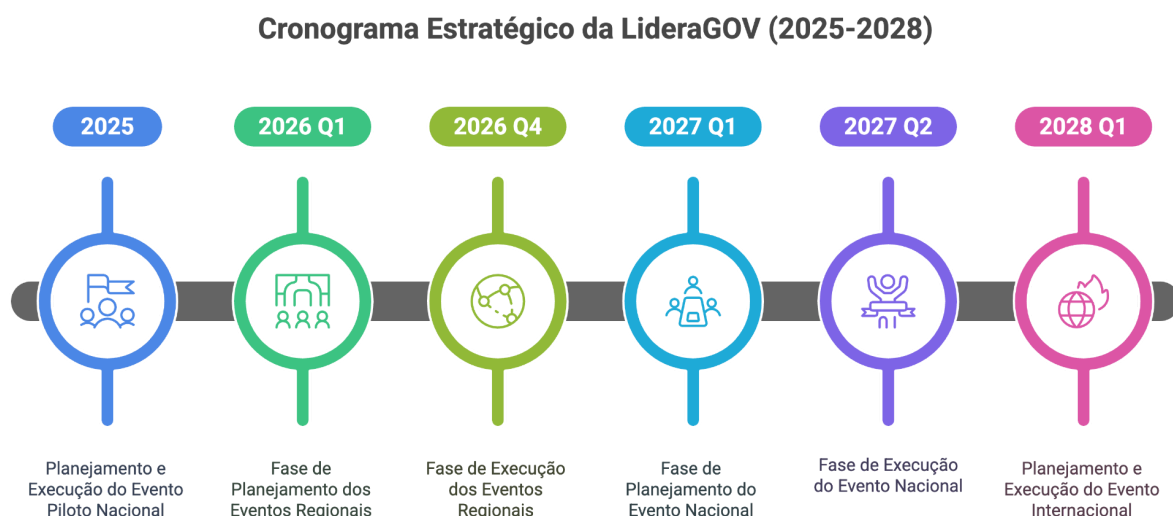 Cronograma Estratégico da LideraGOV (2025-2028)
2025
2026 Q1
2026 Q4
2027 Q1
2027 Q2
2028 Q1
Planejamento e
Execução do Evento
Piloto Nacional
Fase de
Planejamento dos
Eventos Regionais
Fase de Execução
dos Eventos
Regionais
Fase de
Planejamento do
Evento Nacional
Fase de Execução
do Evento Nacional
Planejamento e
Execução do Evento
Internacional